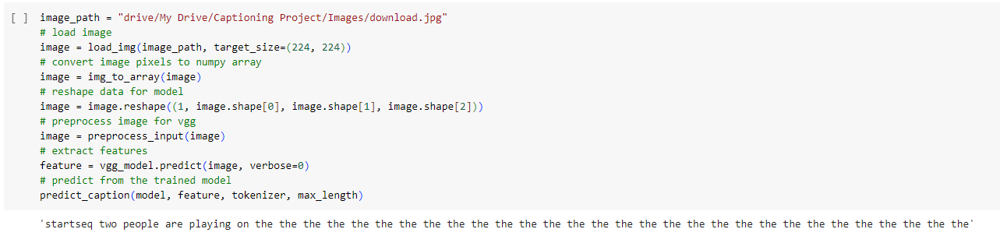 [ ] image_path = "drive/My Drive/Captioning Project/Images/download.jpg"
# load image
image = load_img(image_path, target_size=(224, 224))
# convert image pixels to numpy array
image = img_to_array(image)
# reshape data for model
image = image.reshape((1, image.shape[0], image.shape[1], image.shape[2]))
# preprocess image for vgg
image = preprocess_input(image)
# extract features
feature = vgg_model.predict(image, verbose=0)
# predict from the trained model
predict_caption(model, feature, tokenizer, max_length)
'startseq two people are playing on the the the the the the the the the the the the the the the the the the the the the the the the the the the the the the'